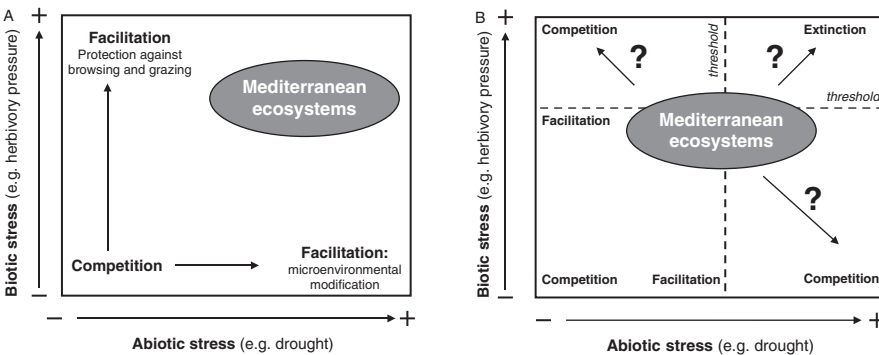 A
+
Biotic stress (e.g. herbivory pressure)
−
Facilitation
Protection against
browsing and grazing
Mediterranean
ecosystems
Competition
Facilitation:
microenvironmental
modification
−
+
Abiotic stress (e.g. drought)
B
+
Biotic stress (e.g. herbivory pressure)
−
Competition
?
threshold
?
Extinction
threshold
Facilitation
Mediterranean
ecosystems
?
Competition
Facilitation
Competition
−
+
Abiotic stress (e.g. drought)